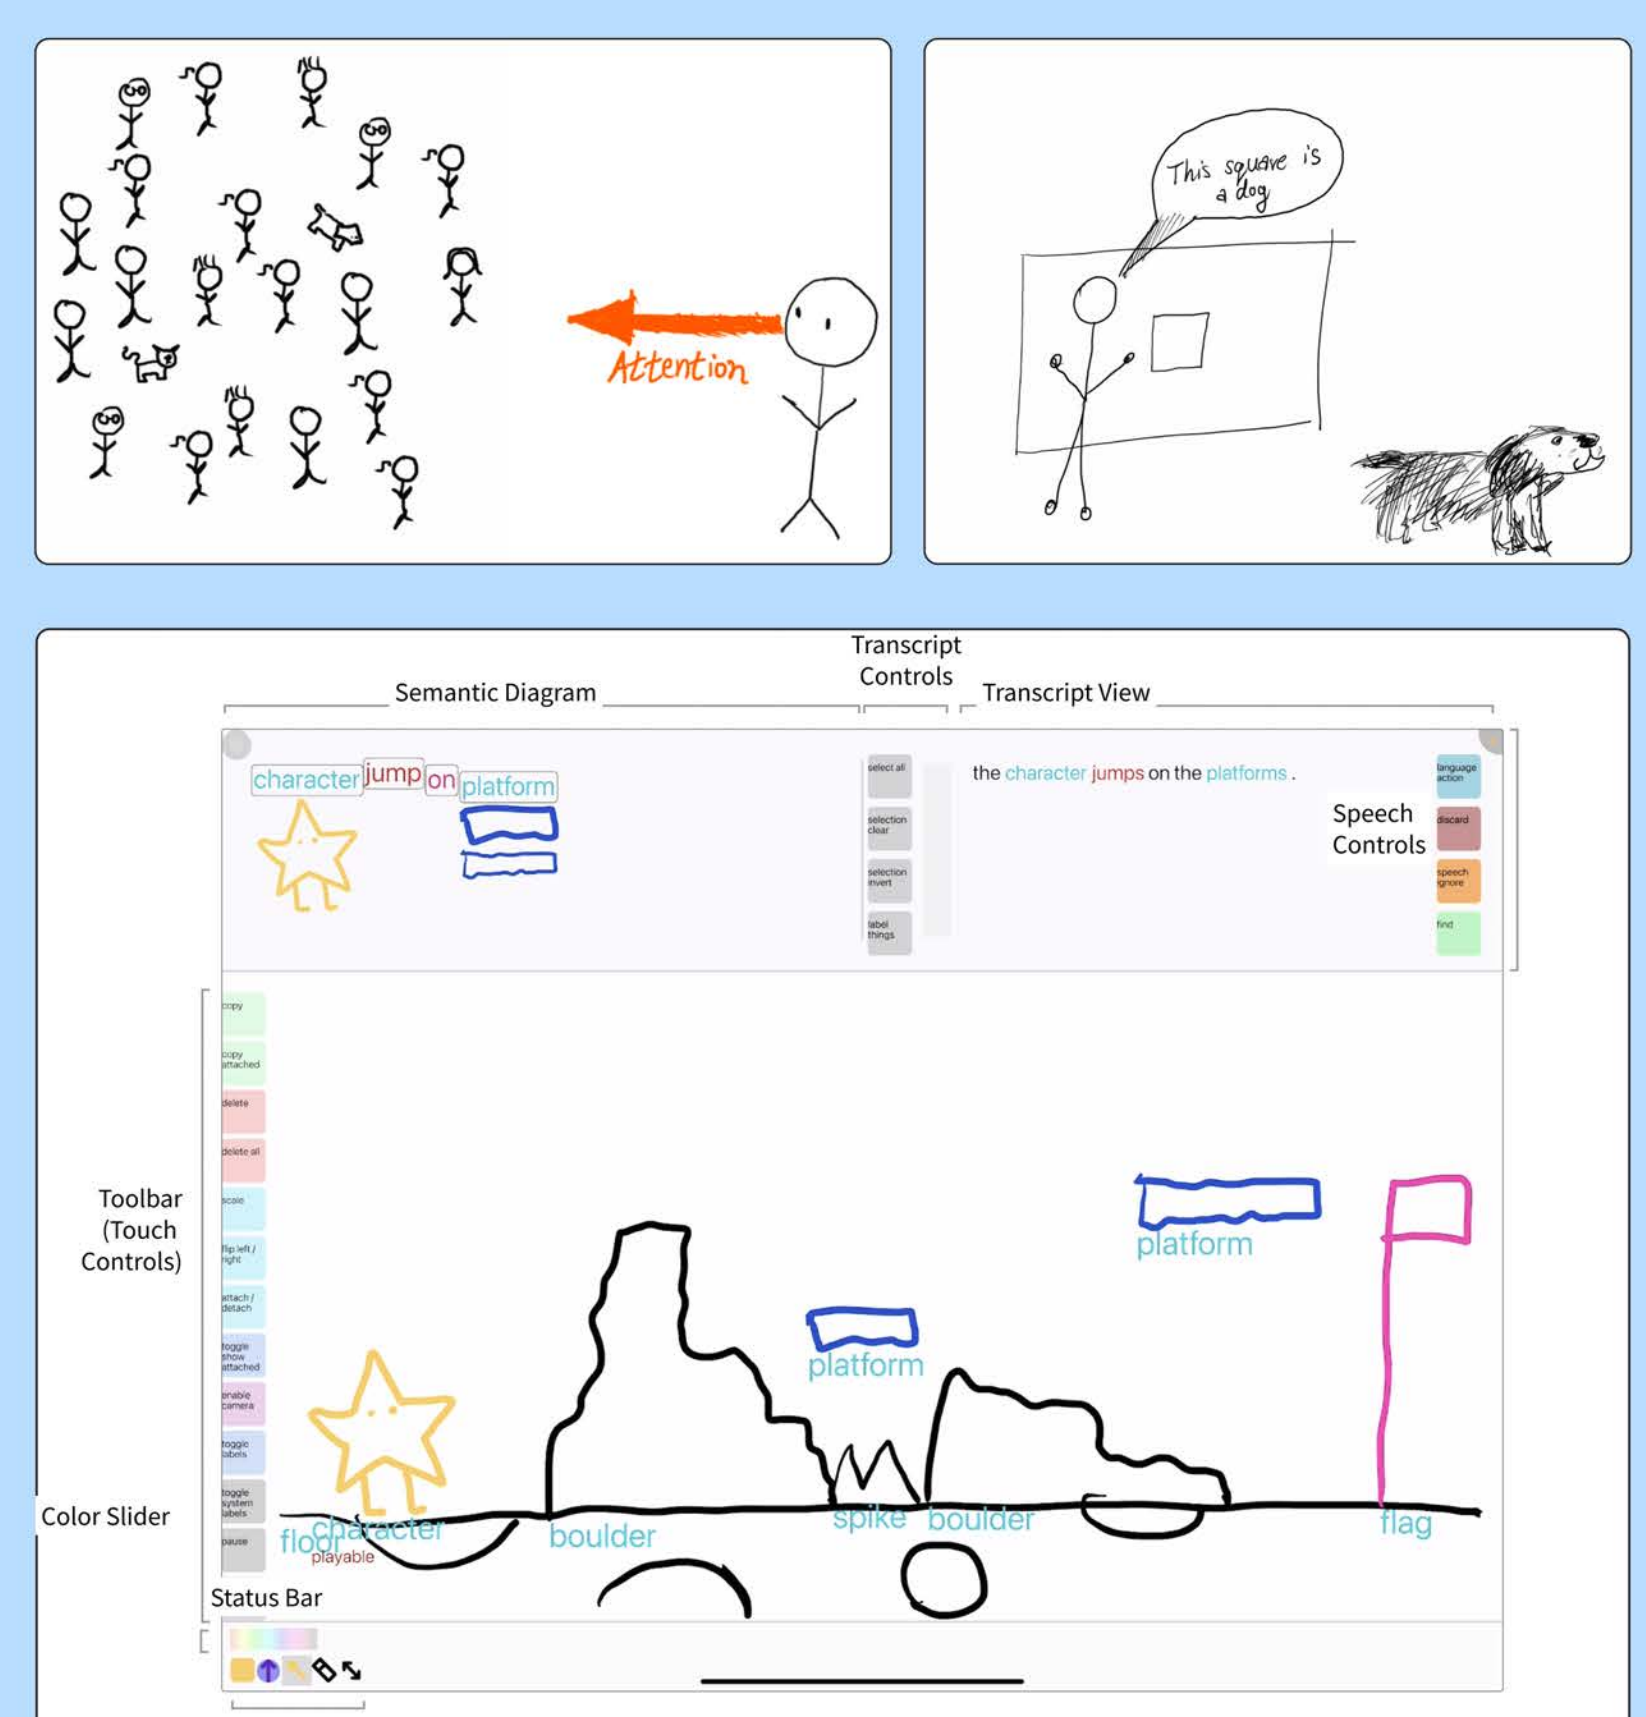 Attention
This square is
a dog
Transcript
Controls
Semantic Diagram
Transcript View
character jump on platform
select all
selection
clear
selection
invert
label
things
the character jumps on the platforms .
language
action
discard
speech
ignore
find
Speech
Controls
copy
copy
attached
delete
delete all
scale
flip left /
right
attach /
detach
toggle
show
attached
enable
camera
toggle
labels
toggle
system
labels
pause
Toolbar
(Touch
Controls)
Color Slider
Status Bar
platform
platform
floor
character
playable
boulder
spike
boulder
flag